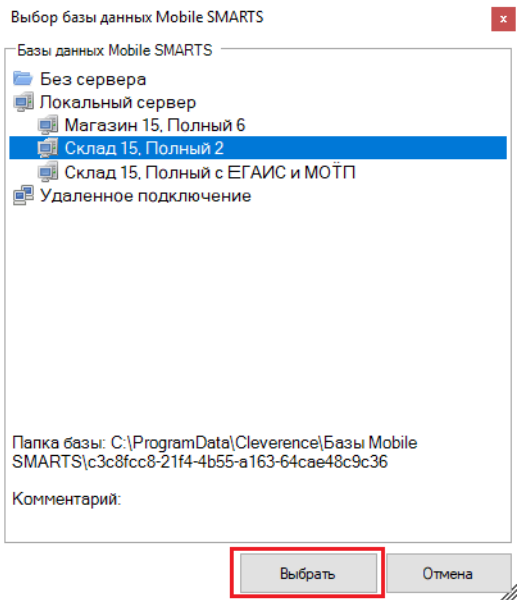 Выбор базы данных Mobile SMARTS
x
Базы данных Mobile SMARTS
Без сервера
Локальный сервер
Магазин 15, Полный 6
Склад 15, Полный 2
Склад 15, Полный с ЕГАИС и МОТП
Удаленное подключение
Папка базы: C:\ProgramData\Cleverence\Базы Mobile
SMARTS\c3c8fcc8-21f4-4b55-a163-64cae48c9c36
Комментарий:
Выбрать
Отмена